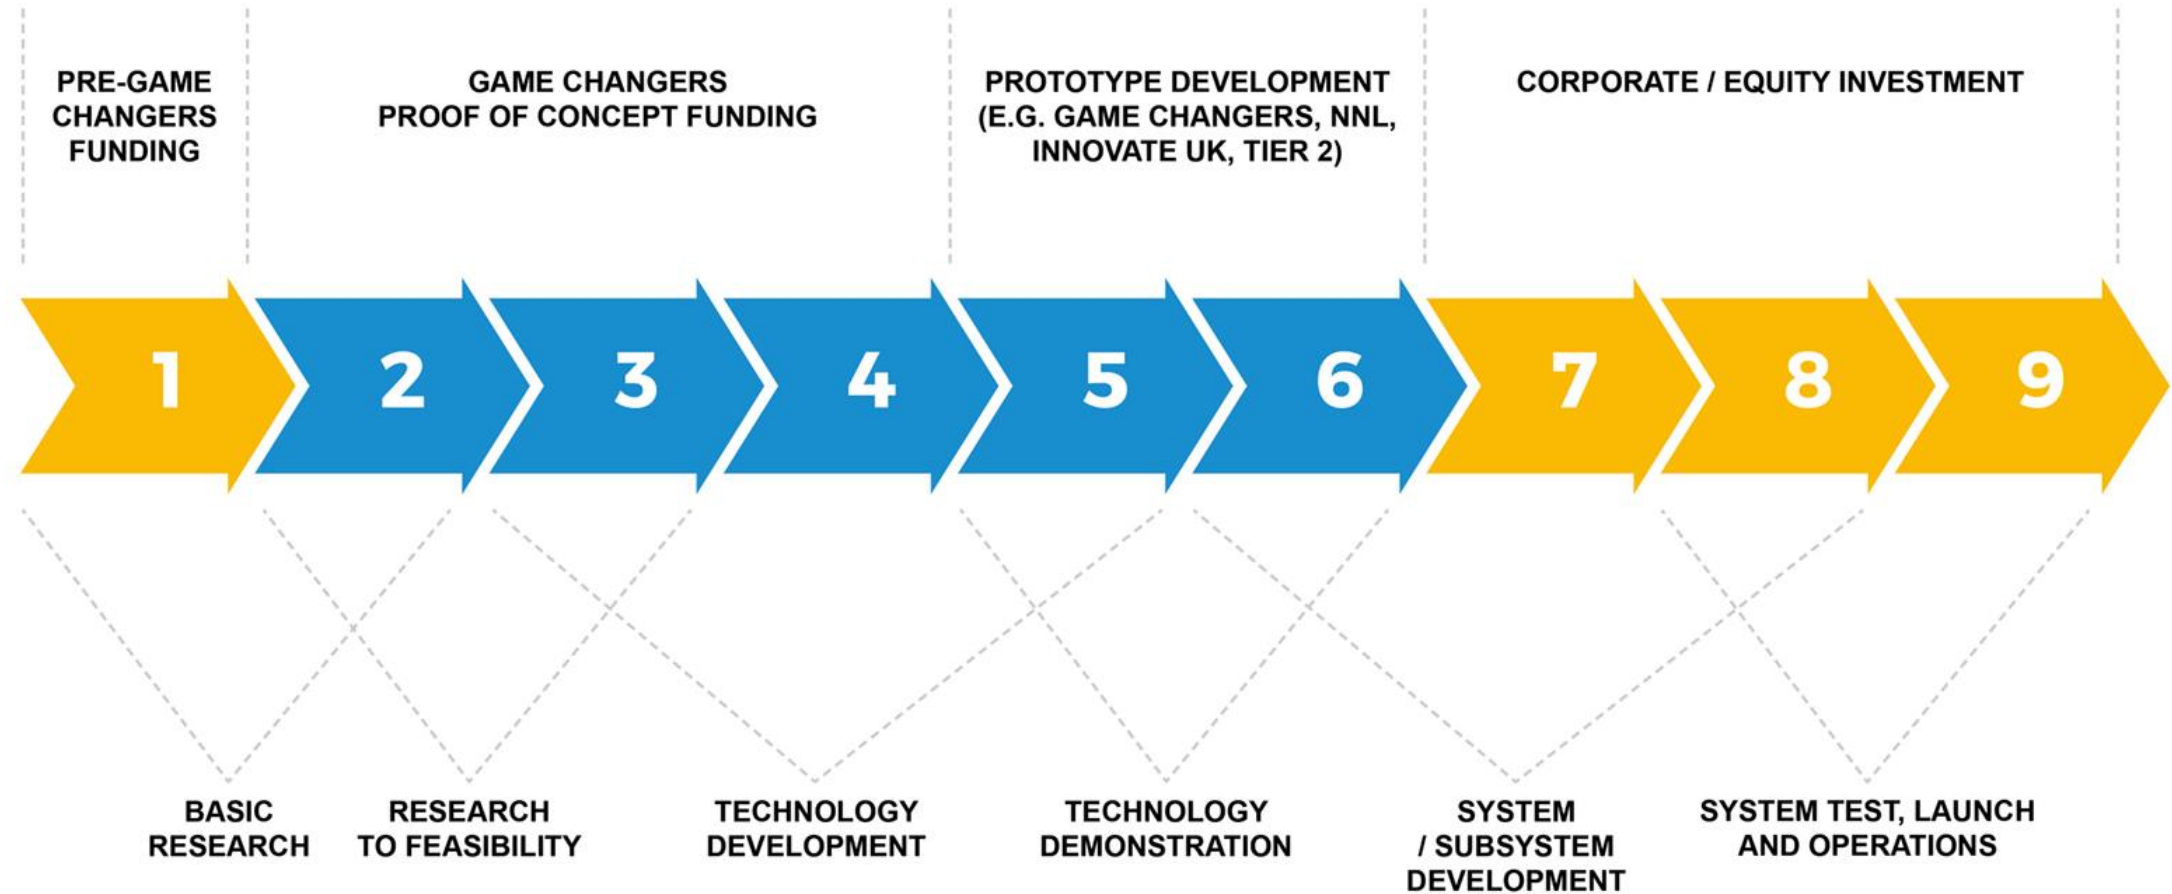 PRE-GAME
CHANGERS
FUNDING
GAME CHANGERS
PROOF OF CONCEPT FUNDING
PROTOTYPE DEVELOPMENT
(E.G. GAME CHANGERS, NNL,
INNOVATE UK, TIER 2)
CORPORATE / EQUITY INVESTMENT
1
2
3
4
5
6
7
8
9
BASIC
RESEARCH
RESEARCH
TO FEASIBILITY
TECHNOLOGY
DEVELOPMENT
TECHNOLOGY
DEMONSTRATION
SYSTEM
/ SUBSYSTEM
DEVELOPMENT
SYSTEM TEST, LAUNCH
AND OPERATIONS